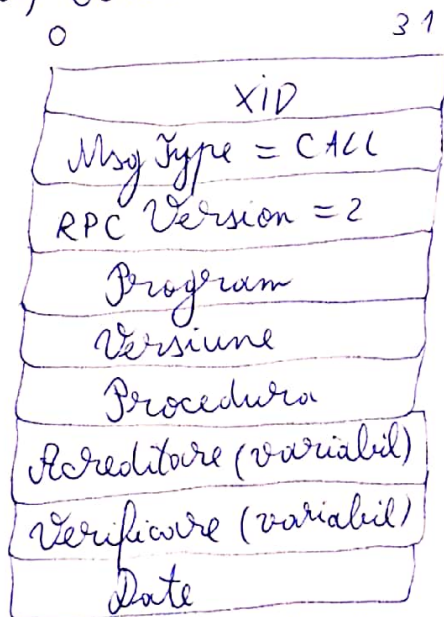 0 31
XID
Msg Type = CALL
RPC Version = 2
Program
Versiune
Procedura
Acreditare (variabil)
Verificare (variabil)
Date